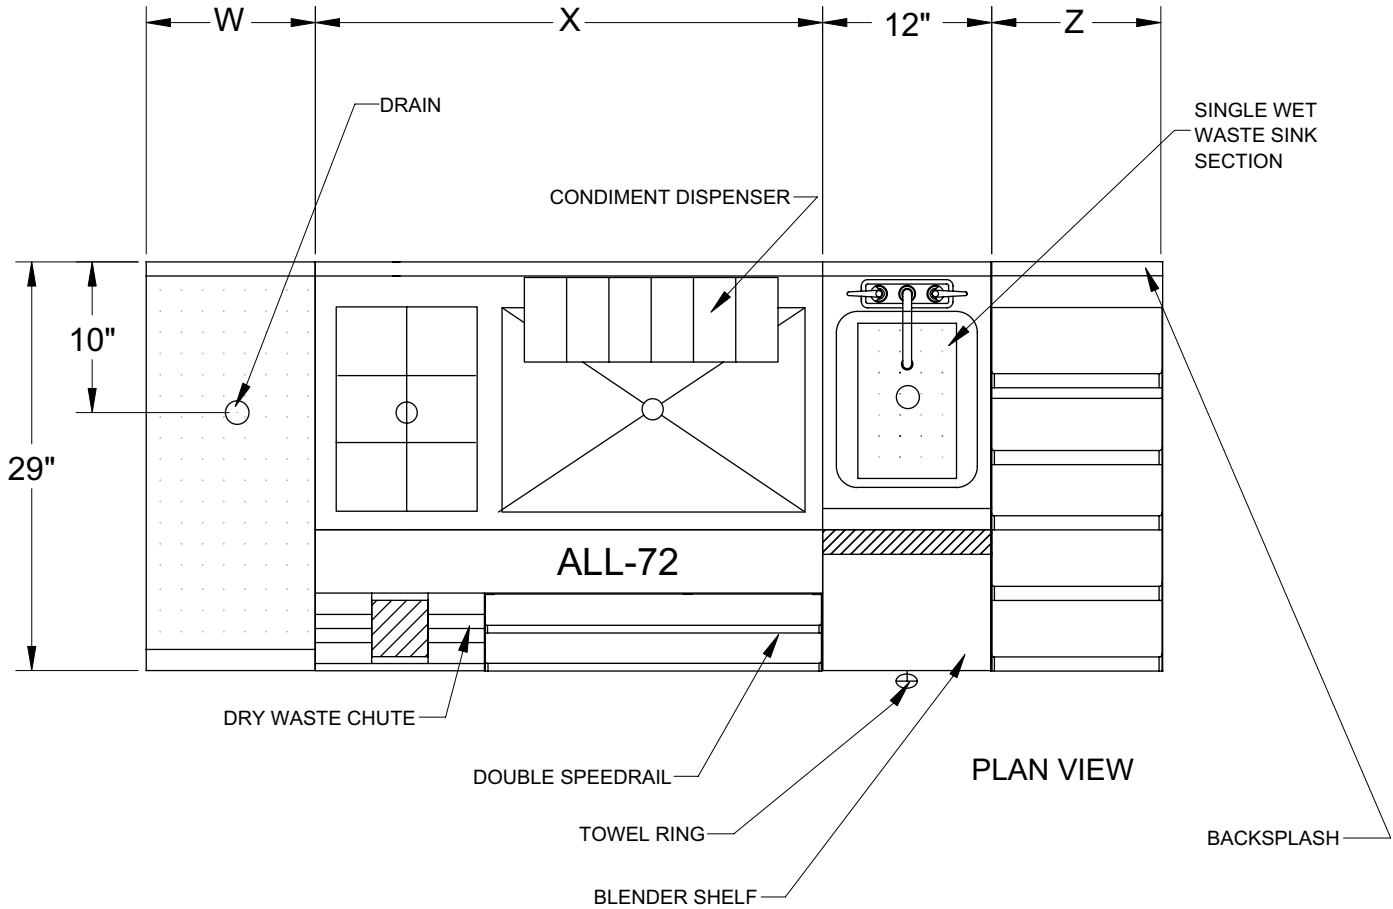 W
X
12"
Z
DRAIN
SINGLE WET
WASTE SINK
SECTION
CONDIMENT DISPENSER
10"
29"
ALL-72
DRY WASTE CHUTE
DOUBLE SPEEDRAIL
PLAN VIEW
TOWEL RING
BACKSPLASH
BLENDER SHELF